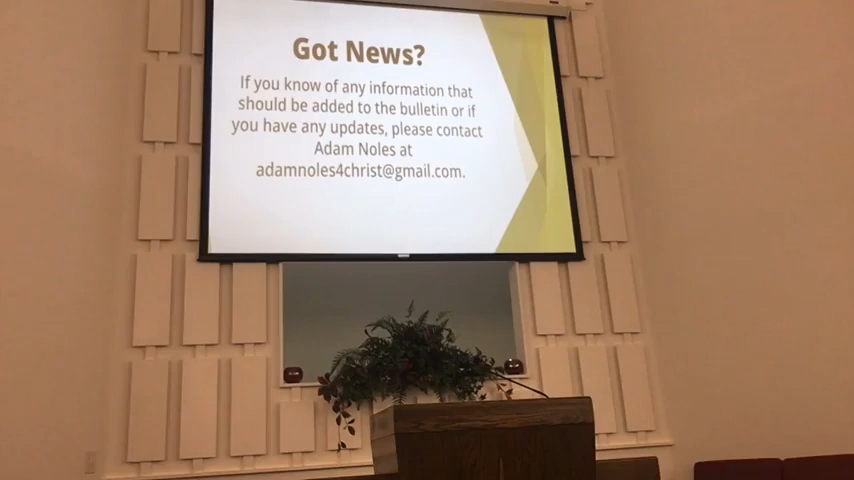 Got News?
If you know of any information that
should be added to the bulletin or if
you have any updates, please contact
Adam Noles at
adamnoles4christ@gmail.com.